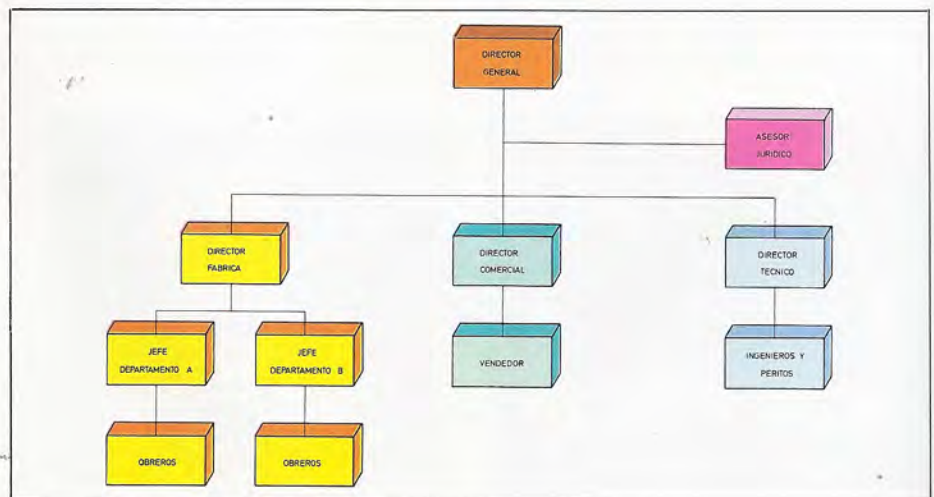 DIRECTOR
GENERAL
ASESOR
JURIDICO
DIRECTOR
FABRICA
DIRECTOR
COMERCIAL
DIRECTOR
TECNICO
JEFE
DEPARTAMENTO A
JEFE
DEPARTAMENTO B
VENDEDOR
INGENIEROS Y
PERITOS
OBREROS
OBREROS